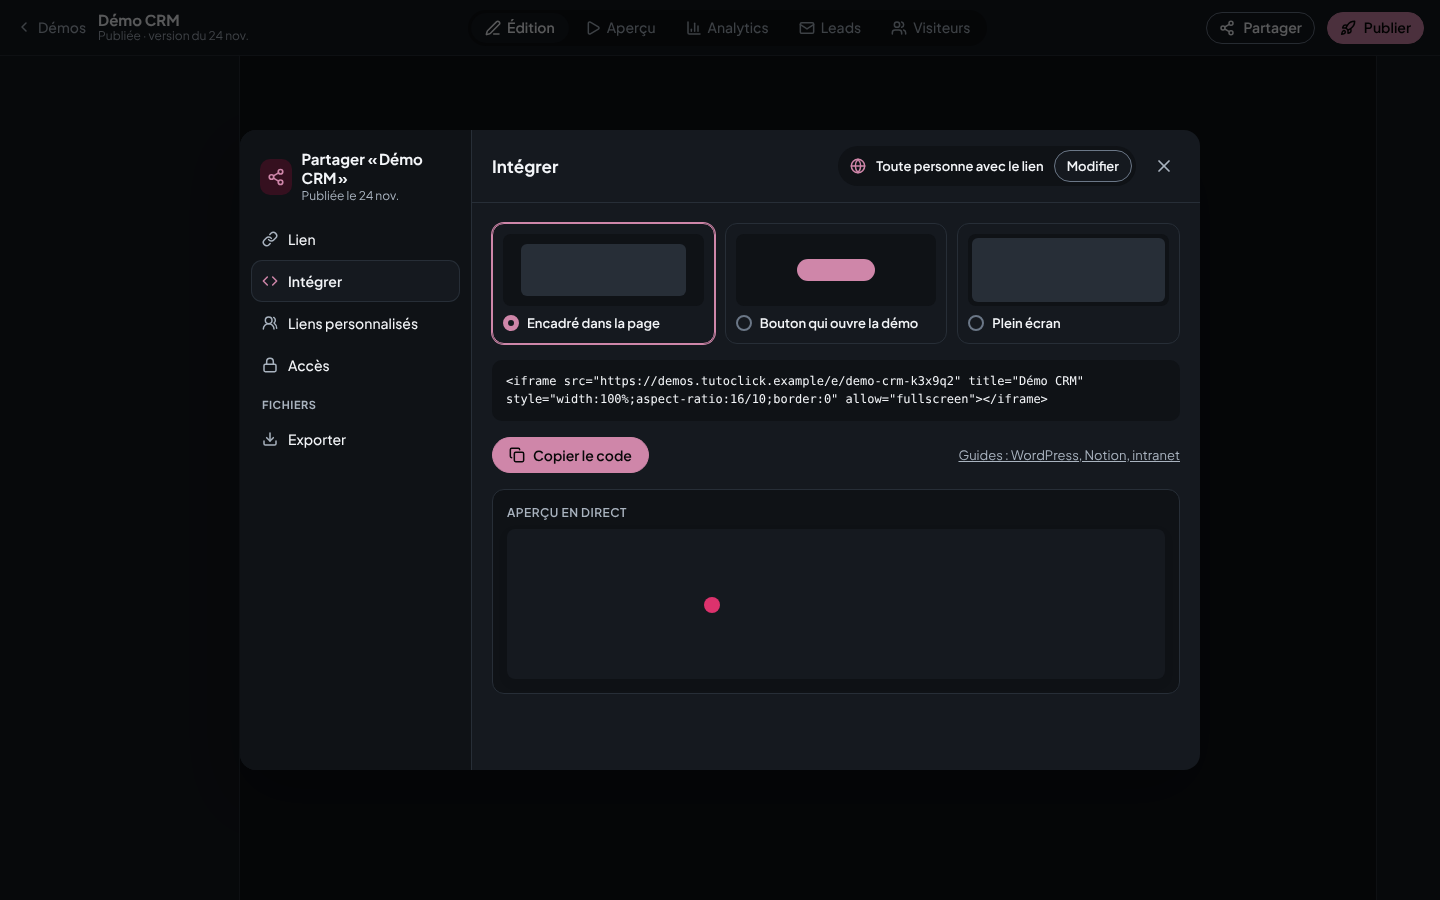 Démos
Démo CRM
Publiée · version du 24 nov.
Édition
Aperçu
Analytics
Leads
Visiteurs
Partager
Publier
Partager « Démo
CRM »
Publiée le 24 nov.
Lien
Intégrer
Liens personnalisés
Accès
FICHIERS
Exporter
Intégrer
Toute personne avec le lien
Modifier
Encadré dans la page
Bouton qui ouvre la démo
Plein écran
<iframe src="https://demos.tutoclick.example/e/demo-crm-k3x9q2" title="Démo CRM"
style="width:100%;aspect-ratio:16/10;border:0" allow="fullscreen"></iframe>
Copier le code
Guides : WordPress, Notion, intranet
APERÇU EN DIRECT